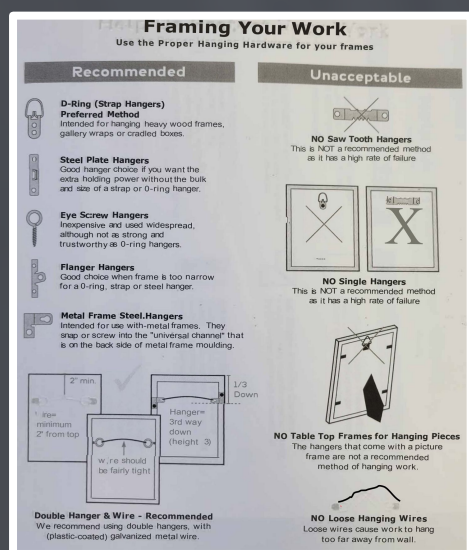 Framing Your Work
Use the Proper Hanging Hardware for your frames
Recommended
D-Ring (Strap Hangers)
Preferred Method
Intended for hanging heavy wood frames,
gallery wraps or cradled boxes.
Steel Plate Hangers
Good hanger choice if you want the
extra holding power without the bulk
and size of a strap or 0-ring hanger.
Eye Screw Hangers
Inexpensive and used widespread,
although not as strong and
trustworthy as 0-ring hangers.
Flanger Hangers
Good choice when frame is too narrow
for a 0-ring, strap or steel hanger.
Metal Frame Steel.Hangers
Intended for use with-metal frames. They
snap or screw into the "universal channel" that
is on the back side of metal frame moulding.
2" min.
minimum
2' from top
wire should
be fairly tight
Hanger=
3rd way
down
(height 3)
1/3
Down
Double Hanger & Wire - Recommended
We recommend using double hangers, with
(plastic-coated) galvanized metal wire.
Unacceptable
NO Saw Tooth Hangers
This is NOT a recommended method
as it has a high rate of failure
X
NO Single Hangers
This is NOT a recommended method
as it has a high rate of failure
NO Table Top Frames for Hanging Pieces
The hangers that come with a picture
frame are not a recommended
method of hanging work.
NO Loose Hanging Wires
Loose wires cause work to hang
too far away from wall.